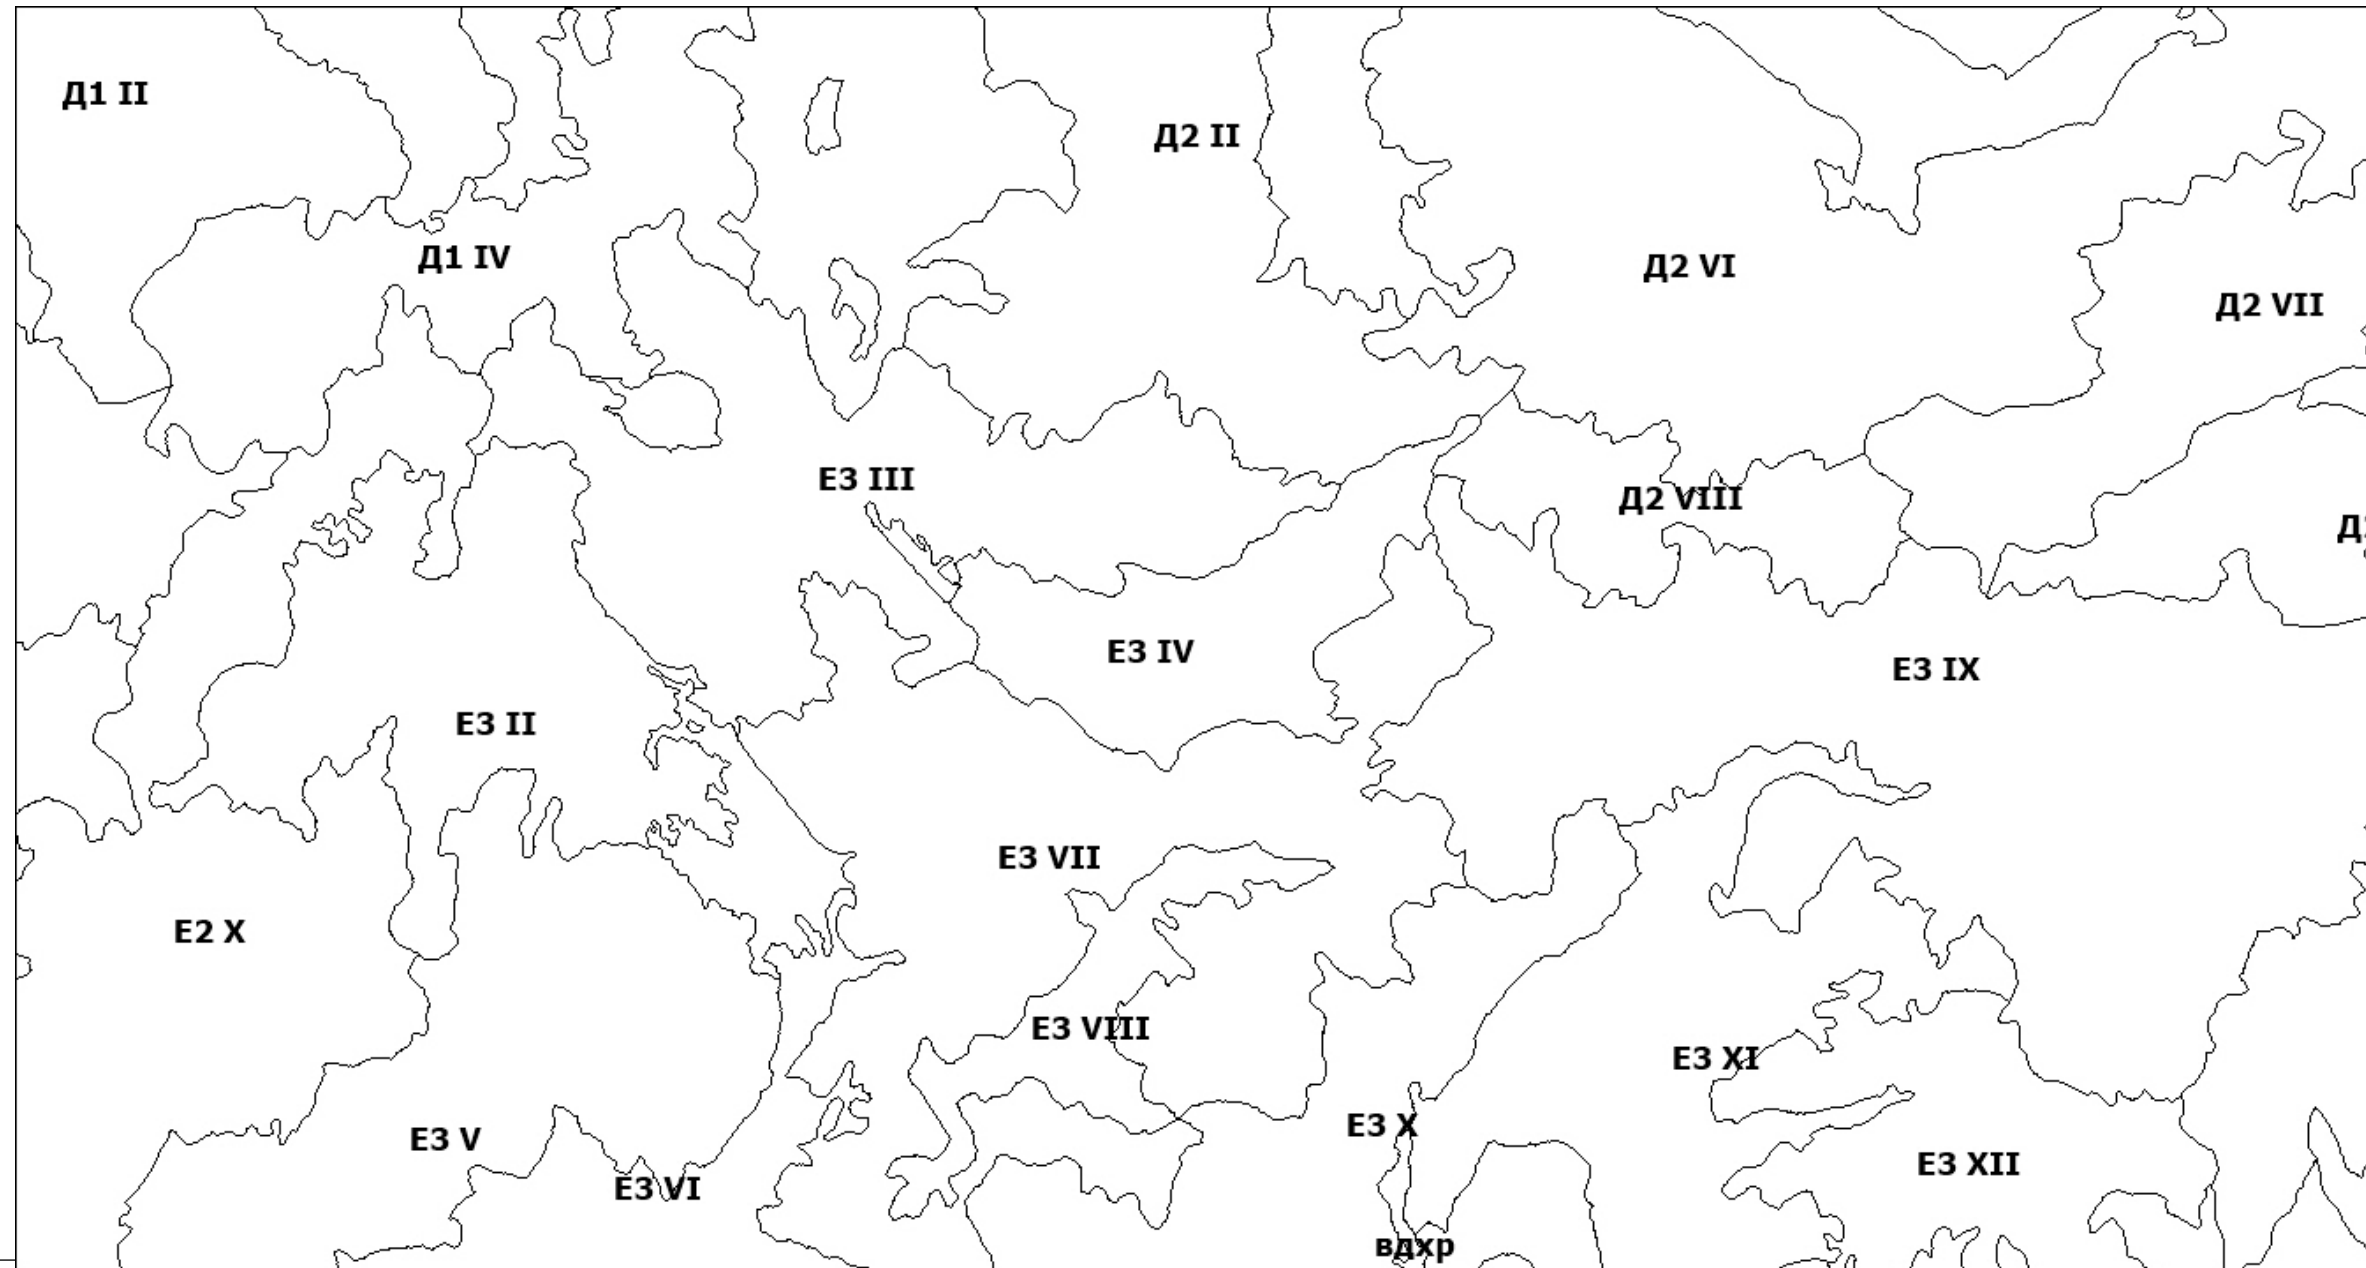 Д1 II
Д2 II
Д1 IV
Д2 VI
Д2 VII
Е3 III
Д2 VIII
Е3 IV
Е3 IX
Е3 II
Е3 VII
Е2 X
Е3 VIII
Е3 XI
Е3 X
Е3 V
Е3 XII
Е3 VI
вдхр